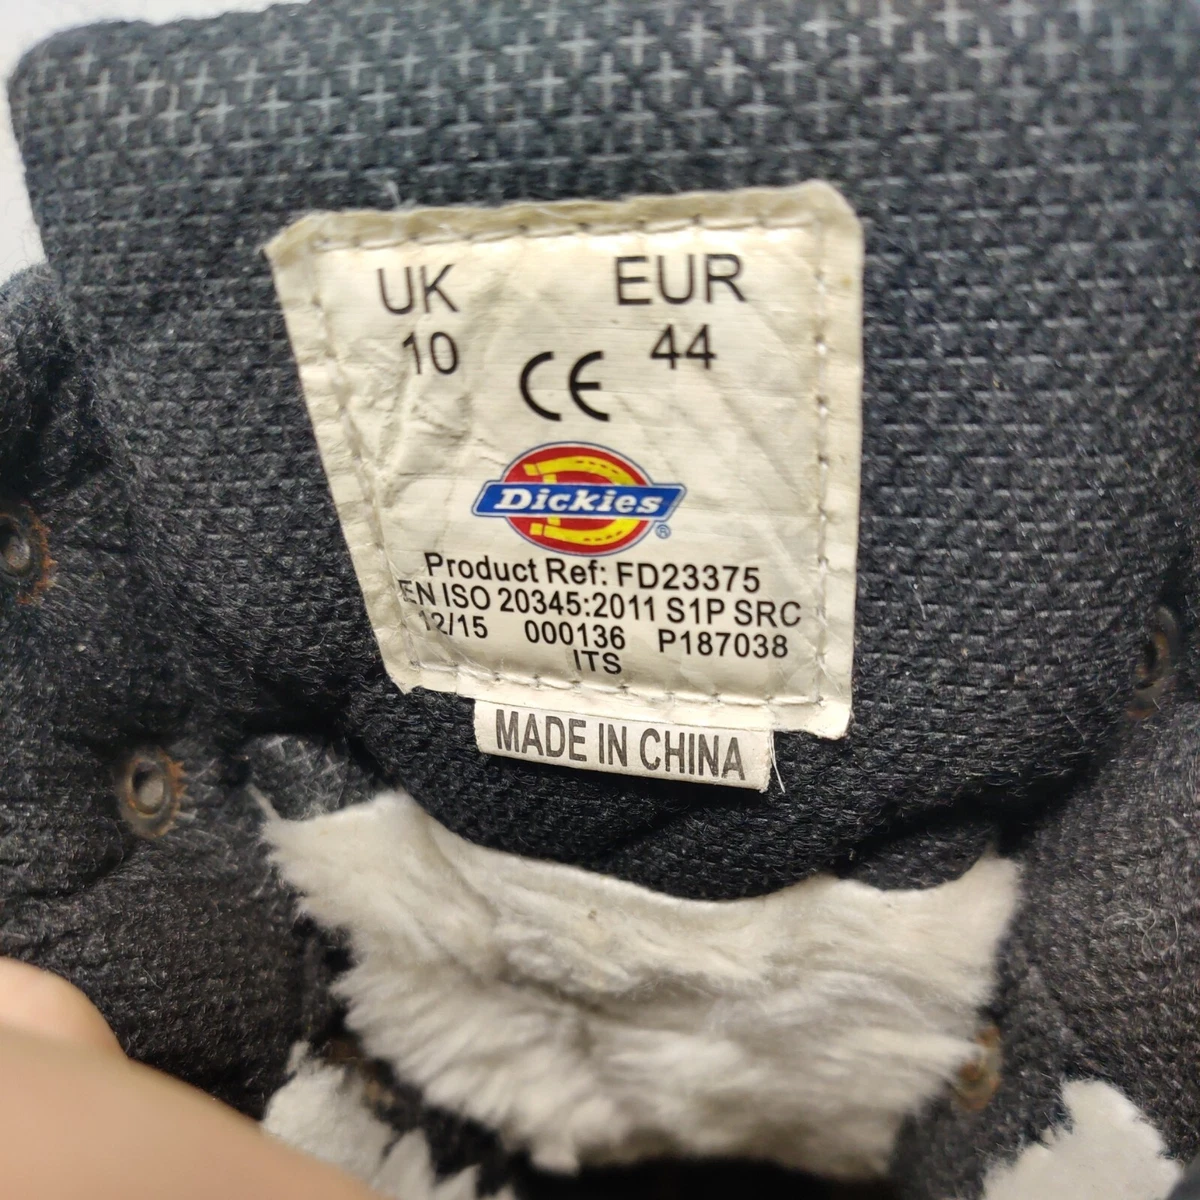 UK EUR
10 44
CE
Dickies®
Product Ref: FD23375
EN ISO 20345:2011 S1P SRC
12/15 000136 P187038
ITS
MADE IN CHINA